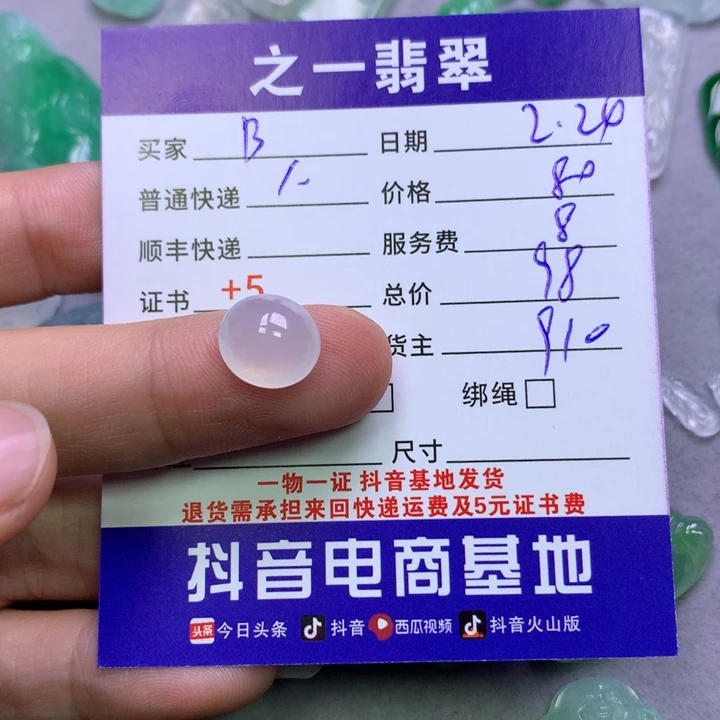 之一翡翠
买家 B 日期 2.24
普通快递 价格 80
顺丰快递 服务费 8
证书 +5 总价 98
货主 910
绑绳
尺寸
一物一证 抖音基地发货
退货需承担来回快递运费及5元证书费
抖音电商基地
头条 今日头条 抖音 西瓜视频 抖音火山版